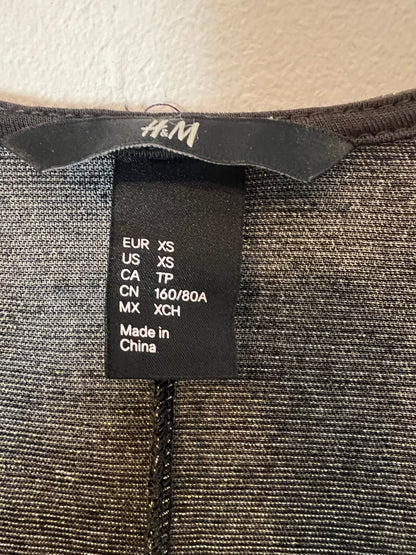 H&M
EUR XS
US XS
CA TP
CN 160/80A
MX XCH
Made in
China